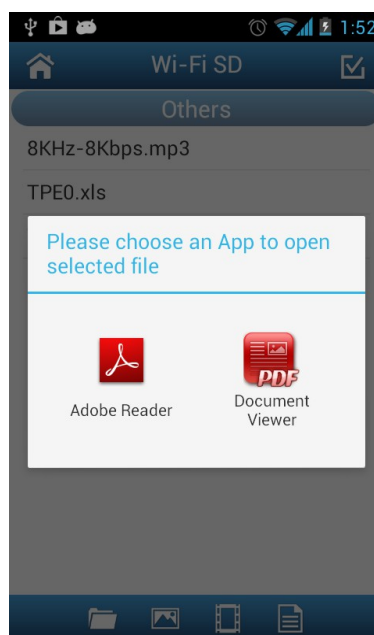 1:52
Wi-Fi SD
Others
8KHz-8Kbps.mp3
TPE0.xls
Please choose an App to open
selected file
PDF
Adobe Reader
Document
Viewer